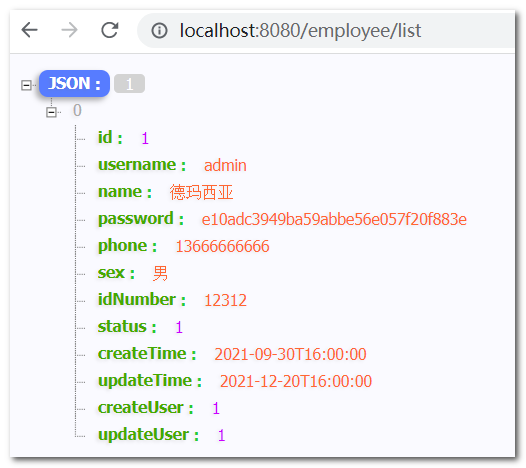 localhost:8080/employee/list
JSON : 1
0
id : 1
username : admin
name : 德玛西亚
password : e10adc3949ba59abbe56e057f20f883e
phone : 13666666666
sex : 男
idNumber : 12312
status : 1
createTime : 2021-09-30T16:00:00
updateTime : 2021-12-20T16:00:00
createUser : 1
updateUser : 1